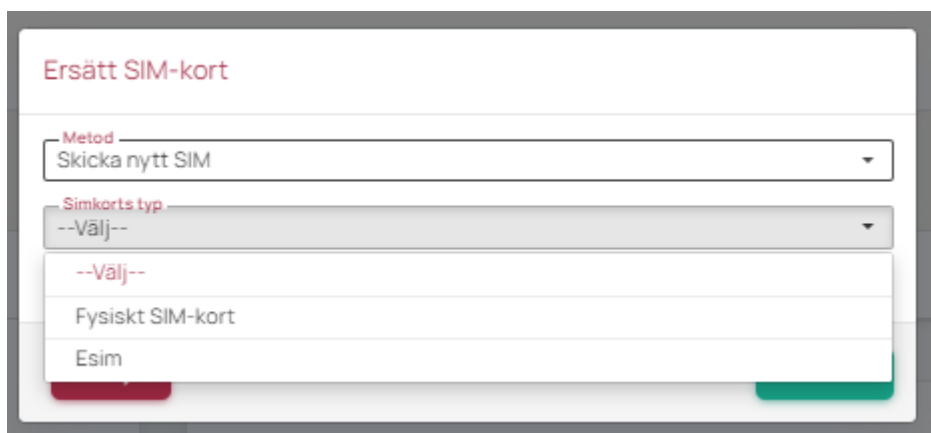 Ersätt SIM-kort
Metod
Skicka nytt SIM
Simkorts typ
--Välj--
--Välj--
Fysiskt SIM-kort
Esim